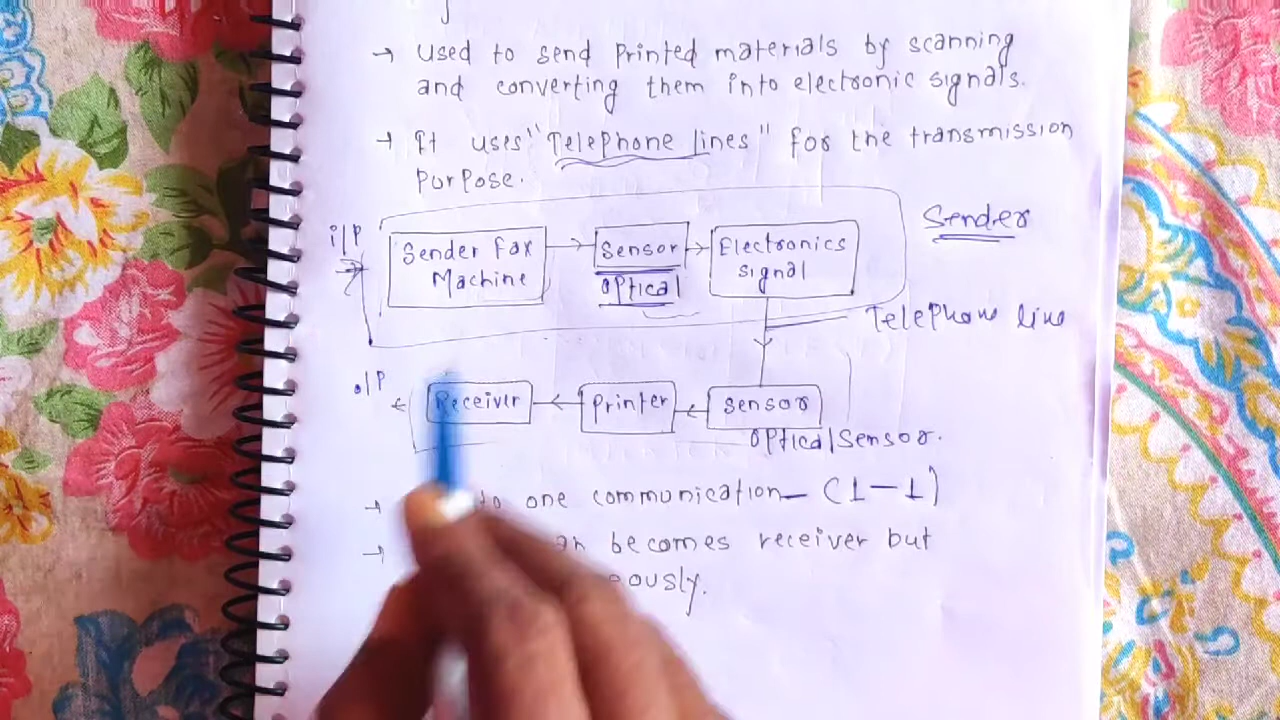 → Used to send Printed materials by scanning
and converting them into electronic signals.
→ It uses "Telephone lines" for the transmission
Purpose.
Sender
i/P
Sender Fax
Machine
Sensor
Optical
Electronics
Signal
Telephone line
o/P
Receiver
Printer
Sensor
Optical Sensor.
→ to one communication – (1–1)
→ becomes receiver but